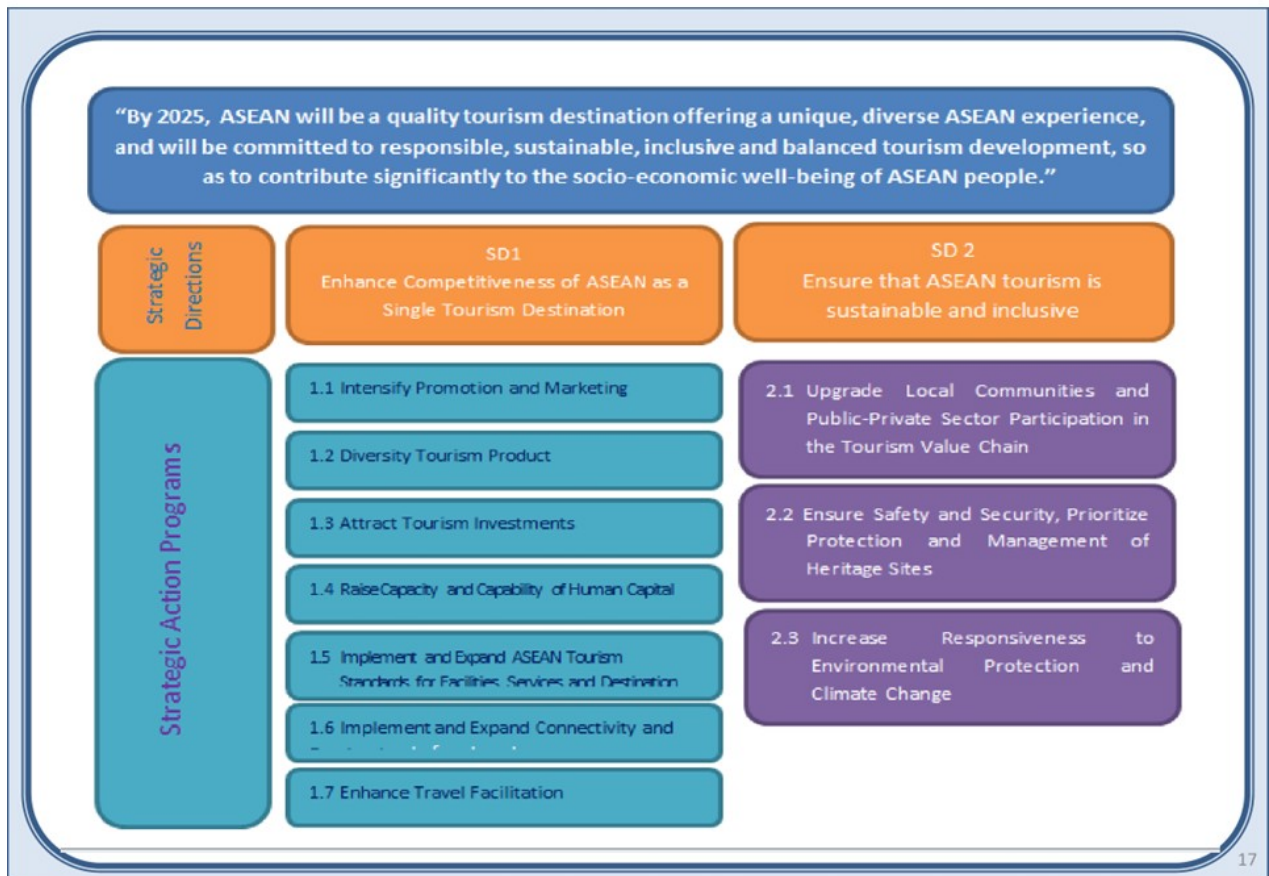 “By 2025, ASEAN will be a quality tourism destination offering a unique, diverse ASEAN experience,
and will be committed to responsible, sustainable, inclusive and balanced tourism development, so
as to contribute significantly to the socio-economic well-being of ASEAN people.”
Strategic
Directions
SD1
Enhance Competitiveness of ASEAN as a
Single Tourism Destination
SD 2
Ensure that ASEAN tourism is
sustainable and inclusive
Strategic Action Programs
1.1 Intensify Promotion and Marketing
1.2 Diversity Tourism Product
1.3 Attract Tourism Investments
1.4 Raise Capacity and Capability of Human Capital
1.5 Implement and Expand ASEAN Tourism
Standards for Facilities, Services and Destination
1.6 Implement and Expand Connectivity and
1.7 Enhance Travel Facilitation
2.1 Upgrade Local Communities and
Public-Private Sector Participation in
the Tourism Value Chain
2.2 Ensure Safety and Security, Prioritize
Protection and Management of
Heritage Sites
2.3 Increase Responsiveness to
Environmental Protection and
Climate Change
17